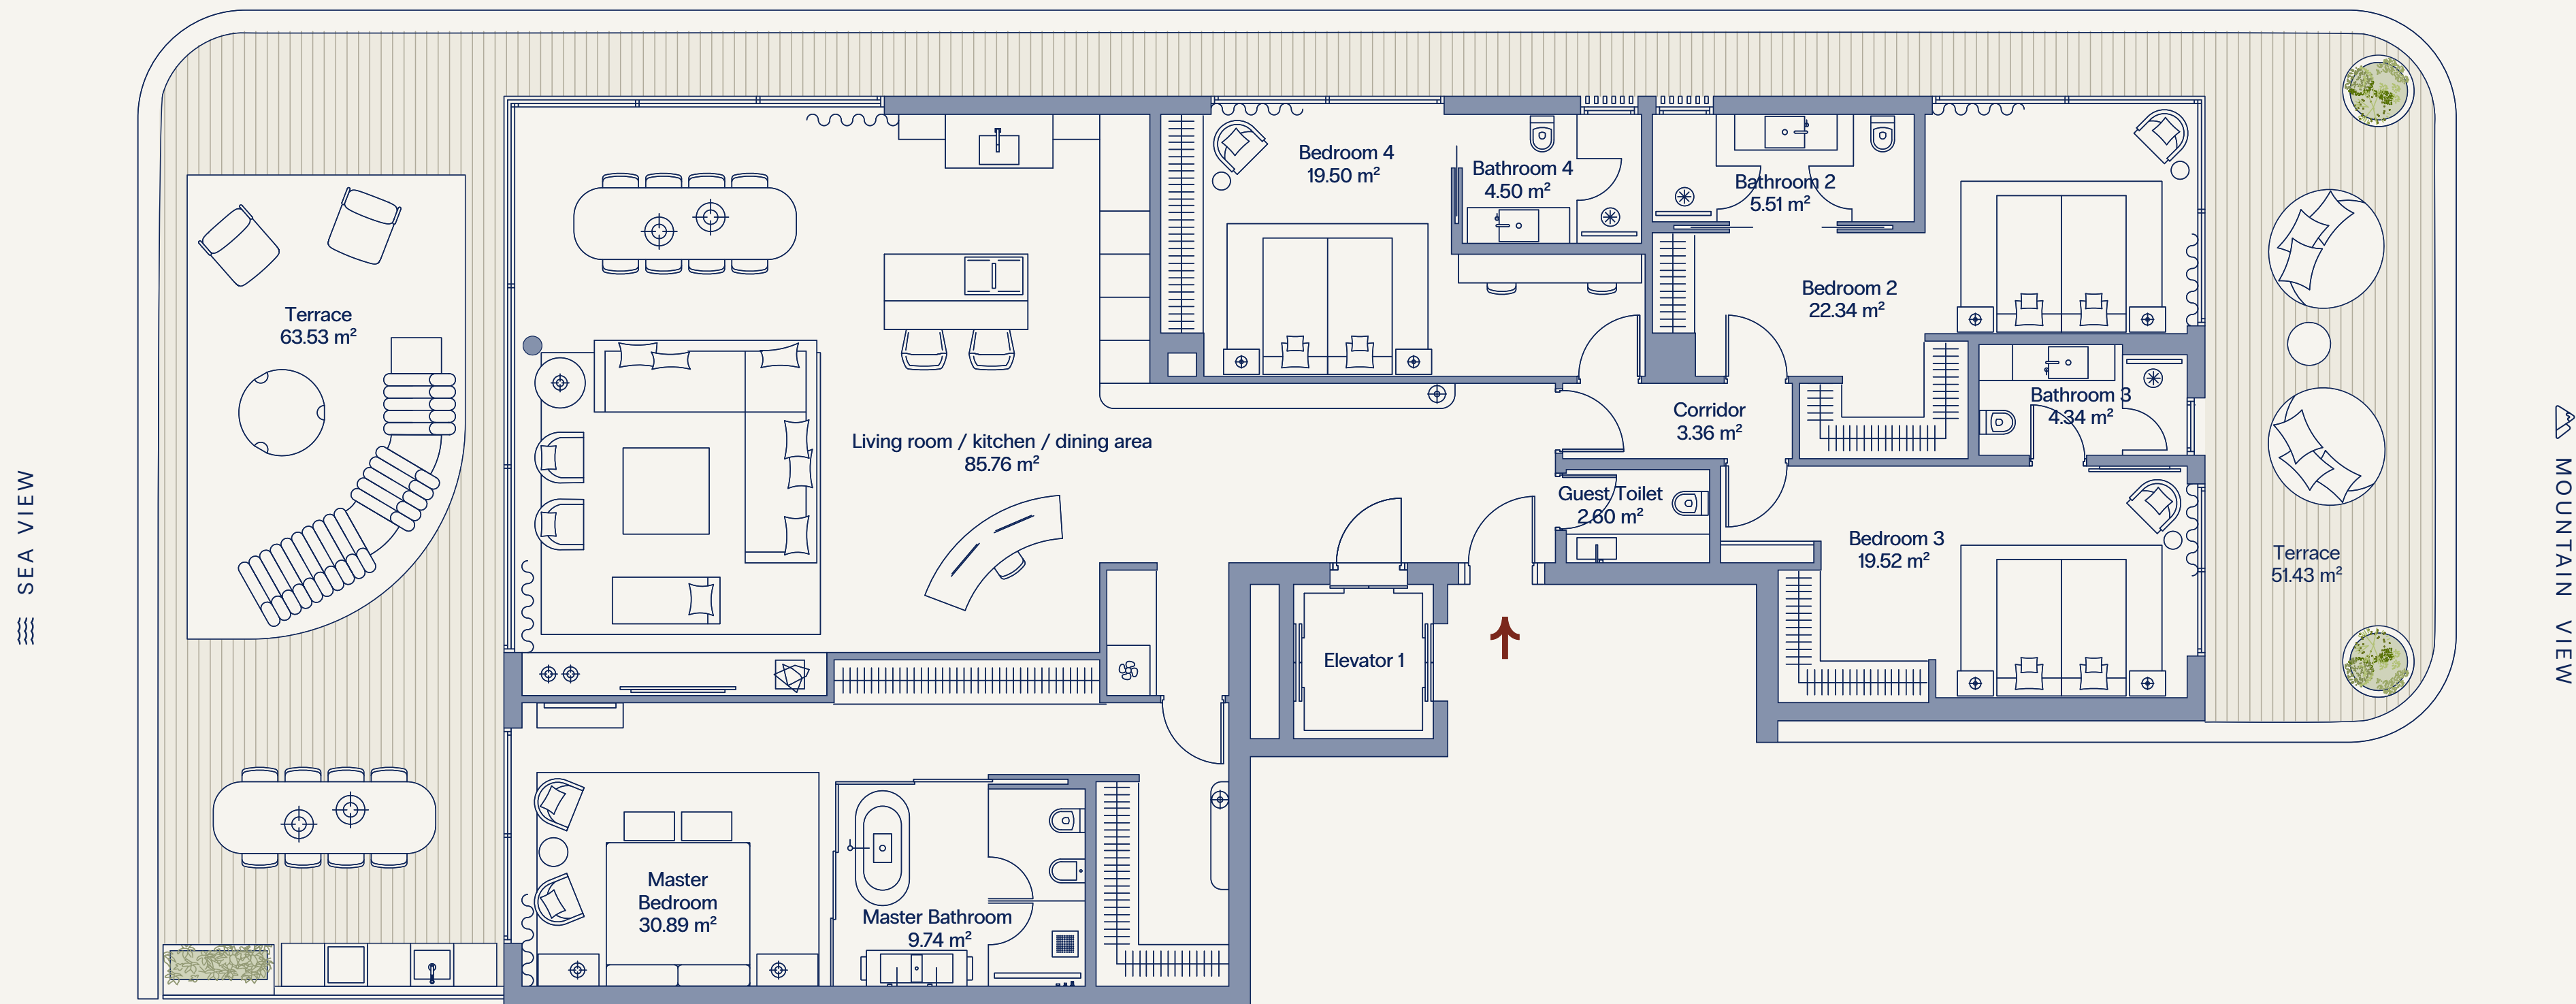 SEA VIEW
Terrace
63.53 m²
Living room / kitchen / dining area
85.76 m²
Bedroom 4
19.50 m²
Bathroom 4
4.50 m²
Bathroom 2
5.51 m²
Bedroom 2
22.34 m²
Corridor
3.36 m²
Bathroom 3
4.34 m²
Guest Toilet
2.60 m²
Bedroom 3
19.52 m²
Terrace
51.43 m²
Elevator 1
Master
Bedroom
30.89 m²
Master Bathroom
9.74 m²
MOUNTAIN VIEW